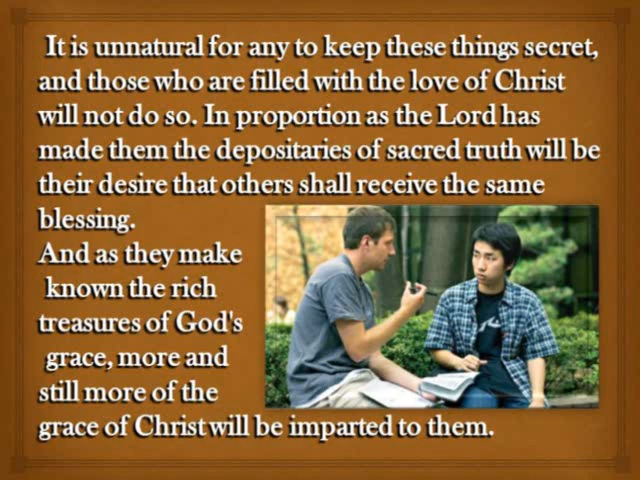 It is unnatural for any to keep these things secret,
and those who are filled with the love of Christ
will not do so. In proportion as the Lord has
made them the depositaries of sacred truth will be
their desire that others shall receive the same
blessing.
And as they make
known the rich
treasures of God's
grace, more and
still more of the
grace of Christ will be imparted to them.